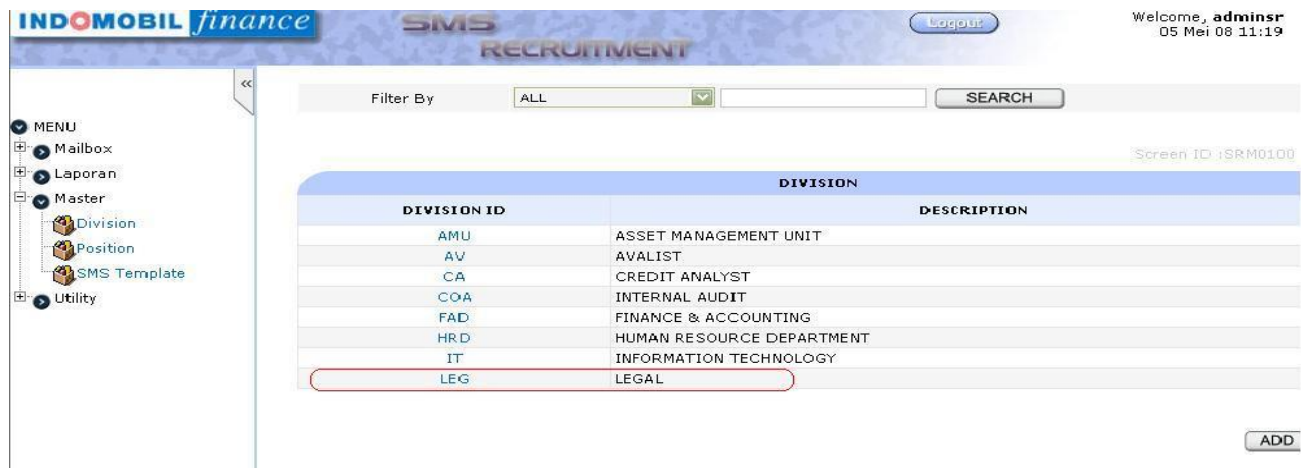 INDOMOBIL finance
SMS
RECRUITMENT
Logout
Welcome, adminsr
05 Mei 08 11:19
<<
Filter By ALL SEARCH
MENU
Mailbox
Laporan
Master
Division
Position
SMS Template
Utility
Screen ID :SRM0100
DIVISION
DIVISION ID DESCRIPTION
AMU ASSET MANAGEMENT UNIT
AV AVALIST
CA CREDIT ANALYST
COA INTERNAL AUDIT
FAD FINANCE & ACCOUNTING
HRD HUMAN RESOURCE DEPARTMENT
IT INFORMATION TECHNOLOGY
LEG LEGAL
ADD